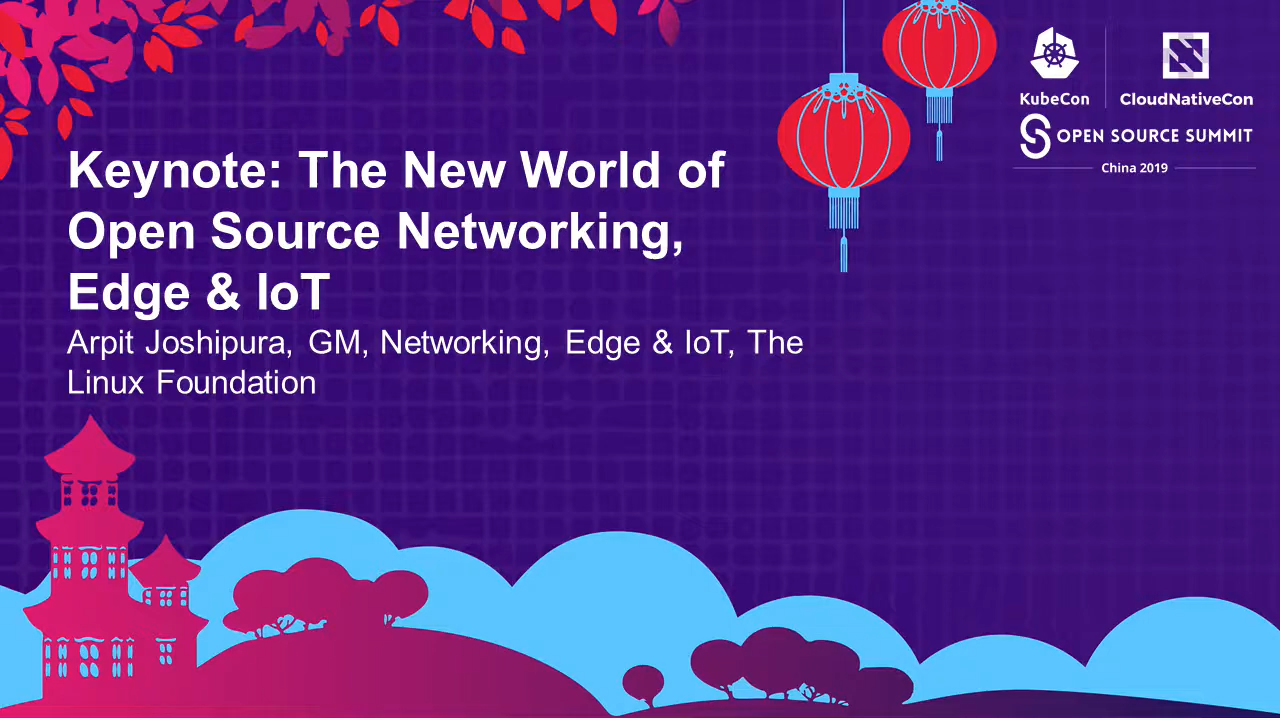 Keynote: The New World of
Open Source Networking,
Edge & IoT
Arpit Joshipura, GM, Networking, Edge & IoT, The
Linux Foundation
KubeCon
CloudNativeCon
OPEN SOURCE SUMMIT
China 2019